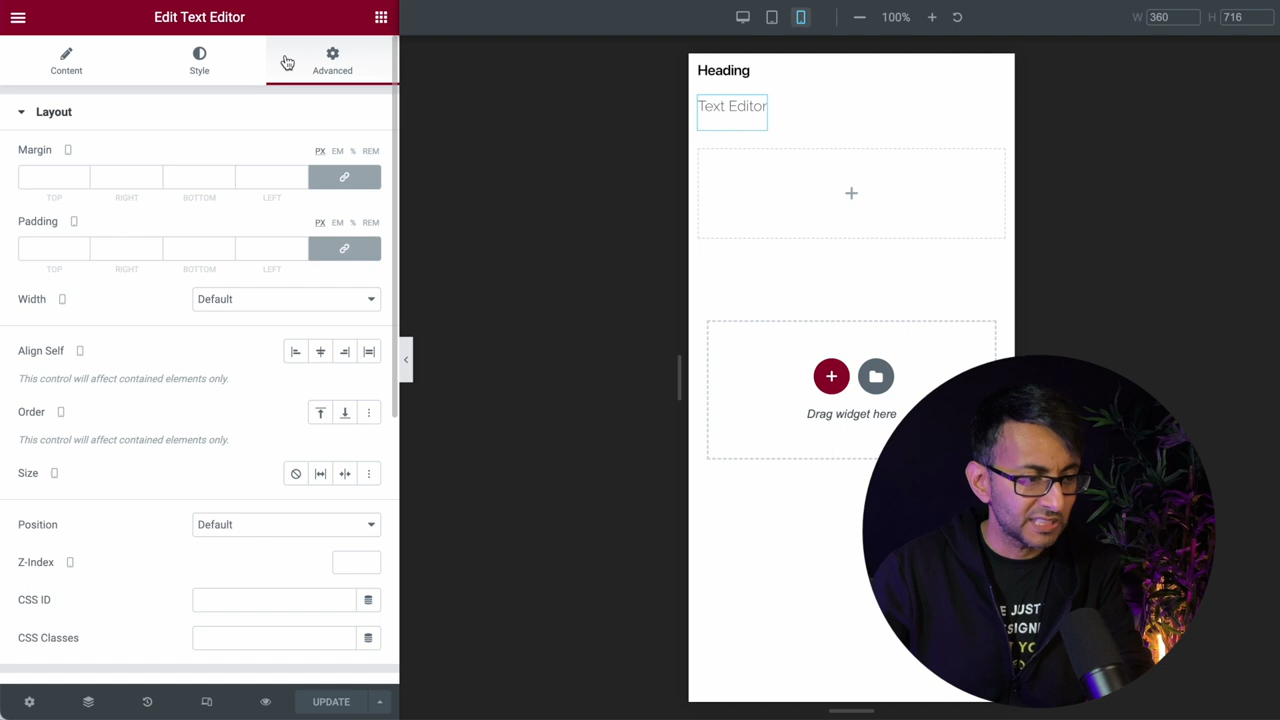 Edit Text Editor
Content
Style
Advanced
Layout
Margin
PX EM % REM
TOP RIGHT BOTTOM LEFT
Padding
PX EM % REM
TOP RIGHT BOTTOM LEFT
Width
Default
Align Self
This control will affect contained elements only.
Order
This control will affect contained elements only.
Size
Position
Default
Z-Index
CSS ID
CSS Classes
UPDATE
100%
W 360 H 716
Heading
Text Editor
Drag widget here
E JUST
ESIGN
T YO